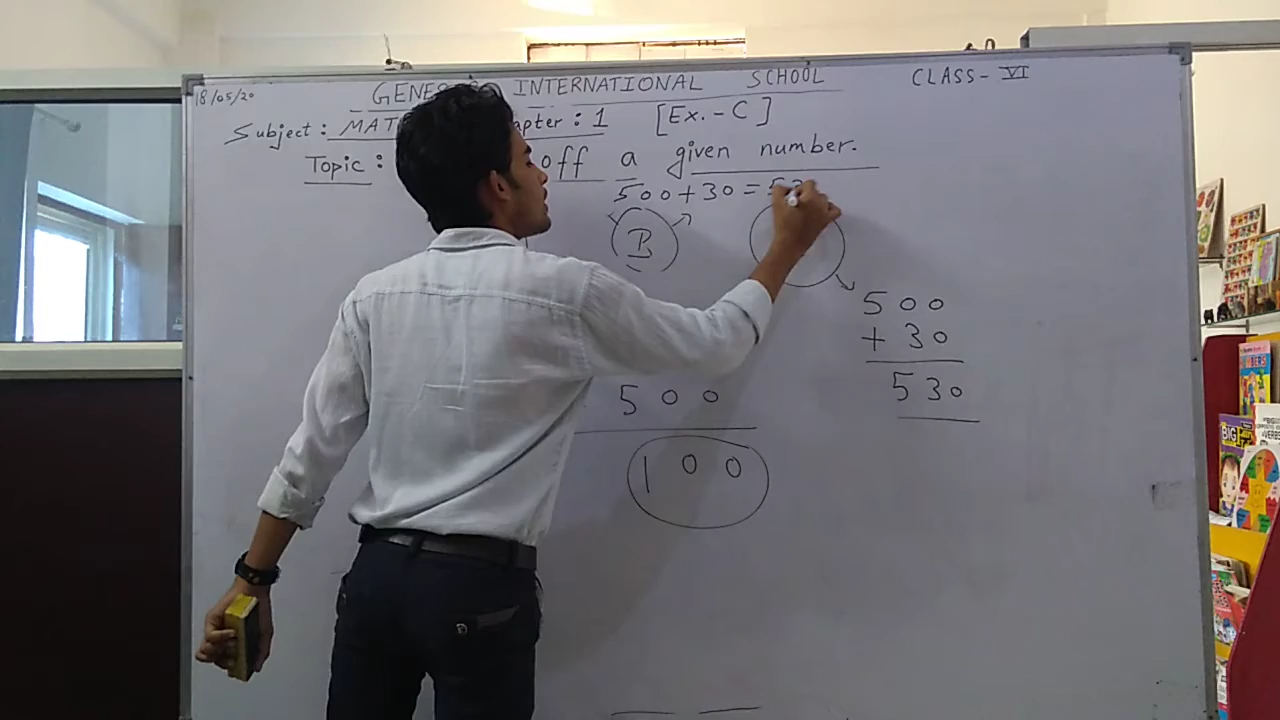 18/05/20
INTERNATIONAL SCHOOL CLASS - VI
Subject: : 1 [Ex. - C]
Topic: off a given number.
500+30=
B
500
+ 30
530
500
100